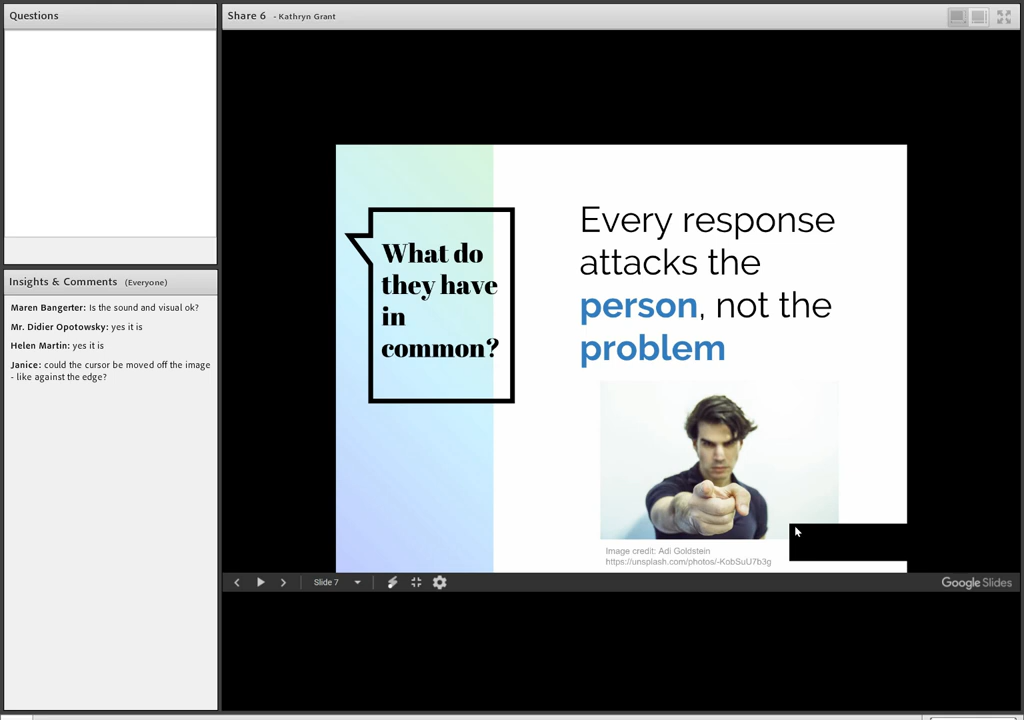 Questions
Share 6 - Kathryn Grant
Insights & Comments (Everyone)
Maren Bangerter: Is the sound and visual ok?
Mr. Didier Opotowsky: yes it is
Helen Martin: yes it is
Janice: could the cursor be moved off the image
- like against the edge?
What do
they have
in
common?
Every response
attacks the
person, not the
problem
Image credit: Adi Goldstein
https://unsplash.com/photos/-KobSuU7b3g
Slide 7
Google Slides